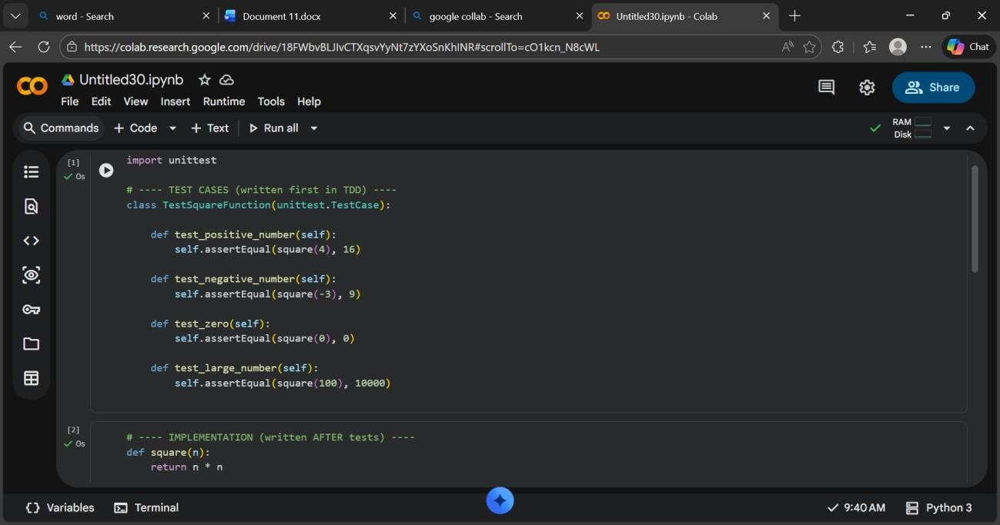 word - Search
Document 11.docx
google collab - Search
Untitled30.ipynb - Colab
https://colab.research.google.com/drive/18FWbvBLJIvCTXqsvYyNt7zYXoSnKhINR#scrollTo=cO1kcn_N8cWL
Chat
Untitled30.ipynb
File Edit View Insert Runtime Tools Help
Share
Commands + Code + Text Run all
RAM
Disk
[1]
0s
import unittest
# ---- TEST CASES (written first in TDD) ----
class TestSquareFunction(unittest.TestCase):
    def test_positive_number(self):
        self.assertEqual(square(4), 16)
    def test_negative_number(self):
        self.assertEqual(square(-3), 9)
    def test_zero(self):
        self.assertEqual(square(0), 0)
    def test_large_number(self):
        self.assertEqual(square(100), 10000)
[2]
0s
# ---- IMPLEMENTATION (written AFTER tests) ----
def square(n):
    return n * n
{} Variables Terminal
9:40 AM Python 3